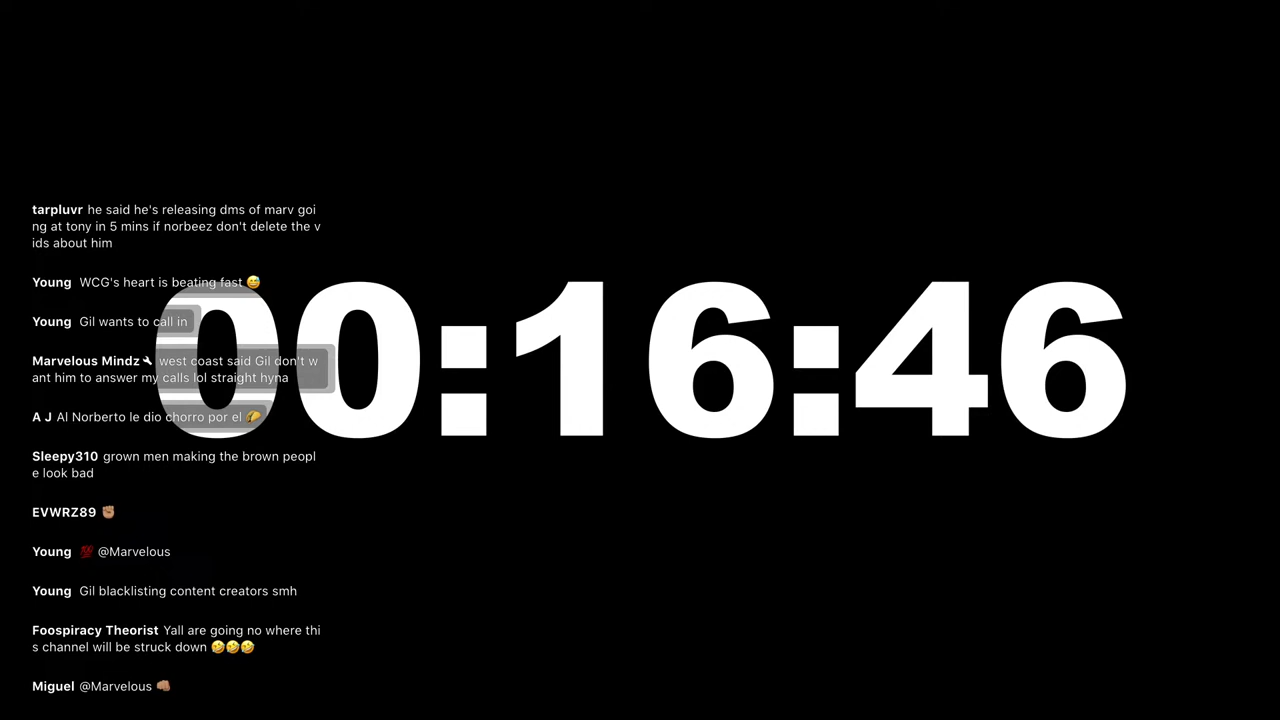 tarpluvr he said he's releasing dms of marv goi
ng at tony in 5 mins if norbeez don't delete the v
ids about him
Young WCG's heart is beating fast 😅
Young Gil wants to call in
Marvelous Mindz🔧 west coast said Gil don't w
ant him to answer my calls lol straight hyna
A J Al Norberto le dio chorro por el 🌮
Sleepy310 grown men making the brown peopl
e look bad
EVWRZ89 ✊🏽
Young 💯 @Marvelous
Young Gil blacklisting content creators smh
Foospiracy Theorist Yall are going no where thi
s channel will be struck down 🤣🤣🤣
Miguel @Marvelous 👊🏽
00:16:46